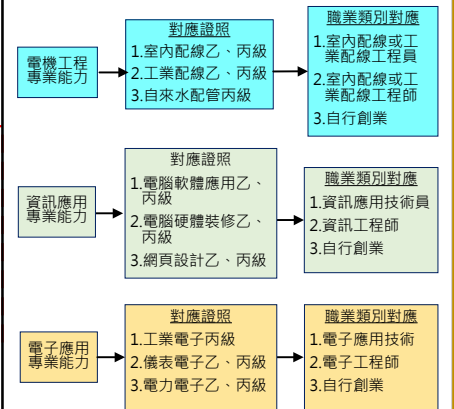 電機工程
專業能力
對應證照
1.室內配線乙、丙級
2.工業配線乙、丙級
3.自來水配管丙級
職業類別對應
1.室內配線或工
業配線工程員
2.室內配線或工
業配線工程師
3.自行創業
資訊應用
專業能力
對應證照
1.電腦軟體應用乙、
丙級
2.電腦硬體裝修乙、
丙級
3.網頁設計乙、丙級
職業類別對應
1.資訊應用技術員
2.資訊工程師
3.自行創業
電子應用
專業能力
對應證照
1.工業電子丙級
2.儀表電子乙、丙級
3.電力電子乙、丙級
職業類別對應
1.電子應用技術
2.電子工程師
3.自行創業